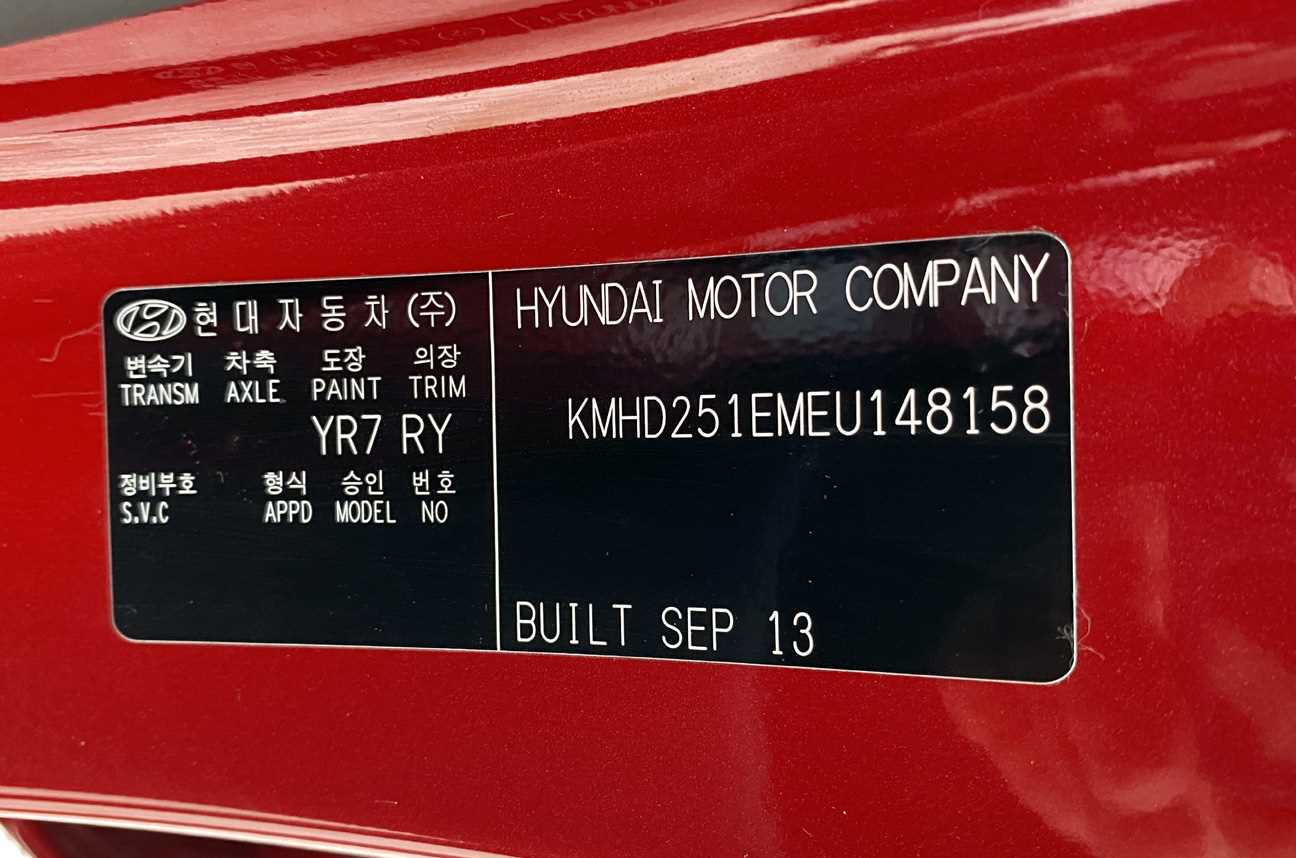 현대자동차(주)
변속기 차축 도장 의장
TRANSM AXLE PAINT TRIM
YR7 RY
정비부호 형식 승인 번호
S.V.C APPD MODEL NO
HYUNDAI MOTOR COMPANY
KMHD251EMEU148158
BUILT SEP 13